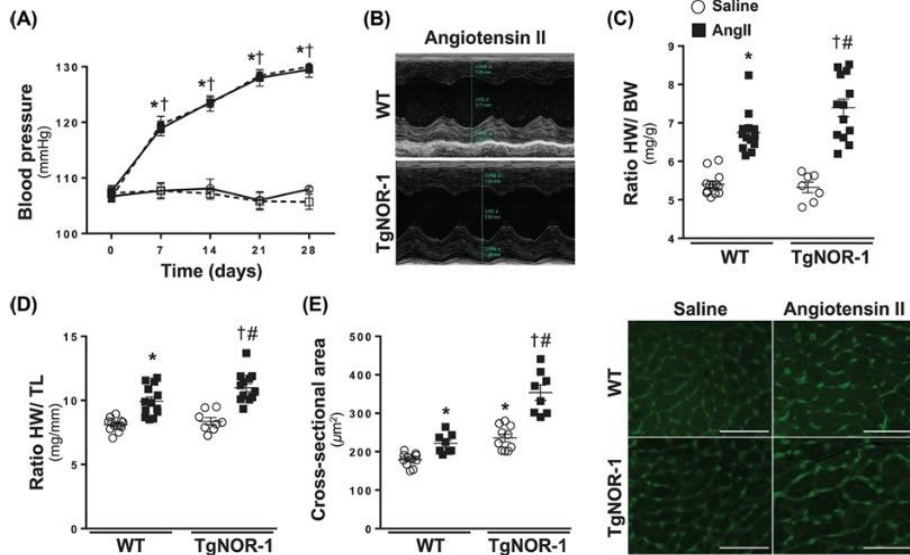 (A)
*† *† *† *†
130
120
110
100
0 7 14 21 28
Blood pressure
(mmHg)
Time (days)
(B)
Angiotensin II
WT
TgNOR-1
Saline
AngII
(C)
9
8
7
6
5
4
* †#
Ratio HW/ BW
(mg/g)
WT TgNOR-1
(D)
15
10
5
0
* †#
Ratio HW/ TL
(mg/mm)
WT TgNOR-1
(E)
500
400
300
200
100
0
* * †#
Cross-sectional area
(µm²)
WT TgNOR-1
Saline Angiotensin II
WT
TgNOR-1